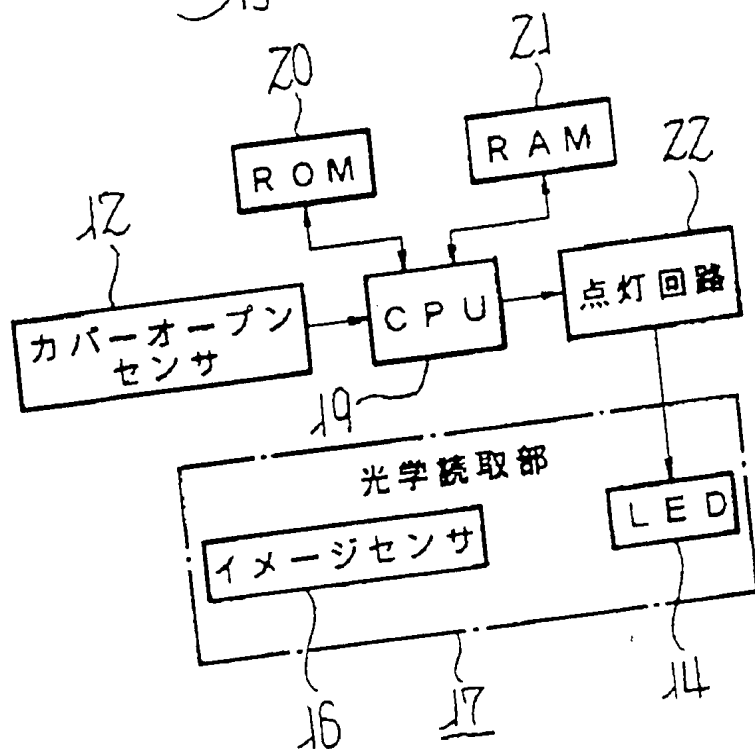 13
20
21
ROM
RAM
22
12
カバーオープン
センサ
CPU
点灯回路
19
光学読取部
イメージセンサ
LED
16
17
14